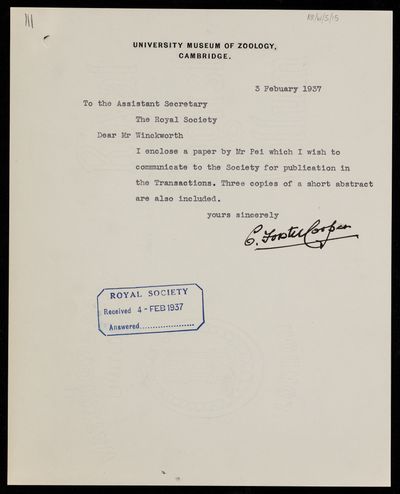 RR/W/S/15
UNIVERSITY MUSEUM OF ZOOLOGY,
CAMBRIDGE.
3 Febuary 1937
To the Assistant Secretary
The Royal Society
Dear Mr Winckworth
I enclose a paper by Mr Pei which I wish to
communicate to the Society for publication in
the Transactions. Three copies of a short abstract
are also included.
yours sincerely
C. Forster Cooper
ROYAL SOCIETY
Received 4 - FEB 1937
Answered......................